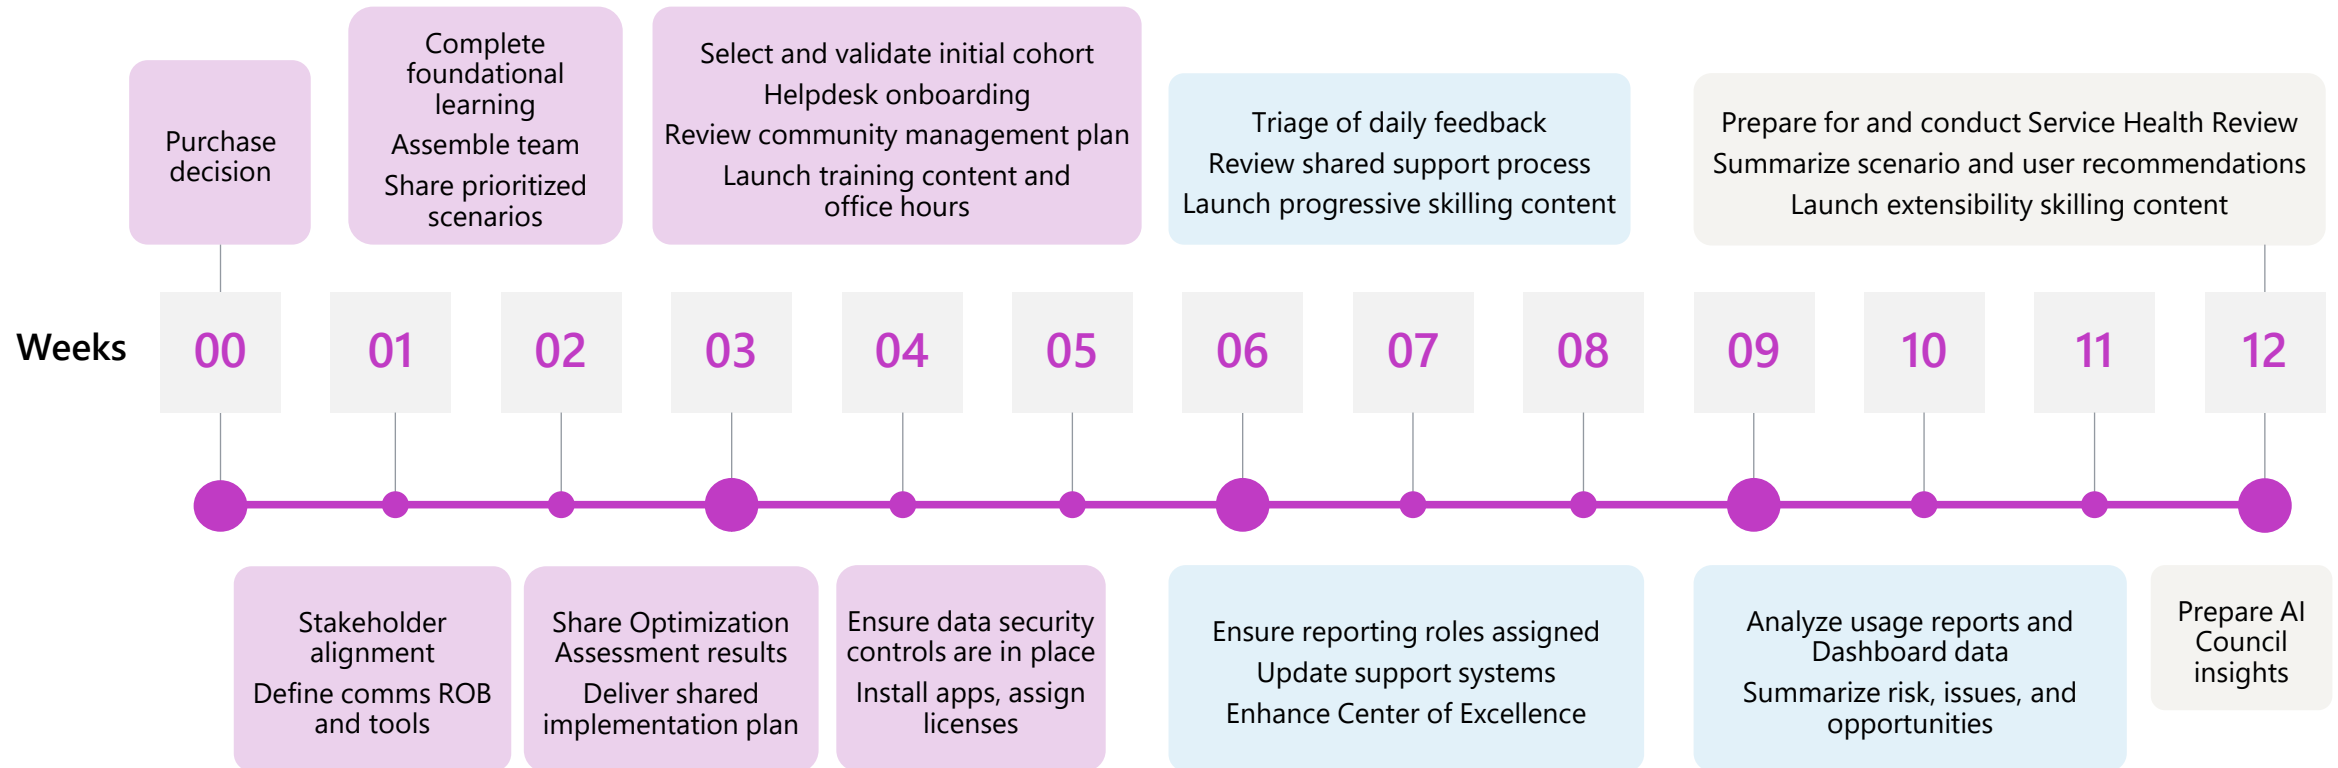 Purchase
decision
Complete
foundational
learning
Assemble team
Share prioritized
scenarios
Select and validate initial cohort
Helpdesk onboarding
Review community management plan
Launch training content and
office hours
Triage of daily feedback
Review shared support process
Launch progressive skilling content
Prepare for and conduct Service Health Review
Summarize scenario and user recommendations
Launch extensibility skilling content
Weeks 00 01 02 03 04 05 06 07 08 09 10 11 12
Stakeholder
alignment
Define comms ROB
and tools
Share Optimization
Assessment results
Deliver shared
implementation plan
Ensure data security
controls are in place
Install apps, assign
licenses
Ensure reporting roles assigned
Update support systems
Enhance Center of Excellence
Analyze usage reports and
Dashboard data
Summarize risk, issues, and
opportunities
Prepare AI
Council
insights